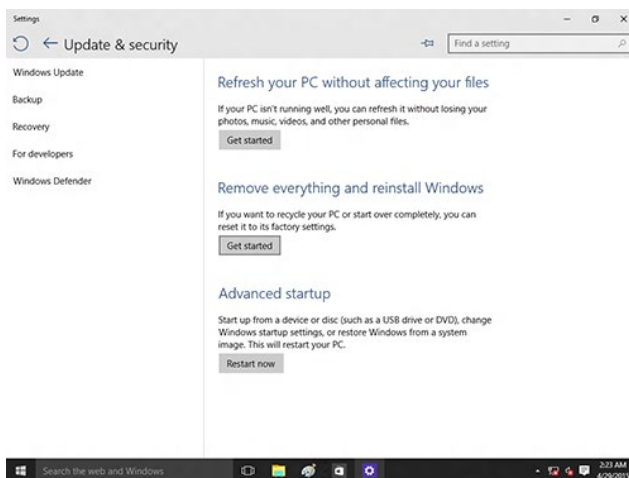 Settings
Update & security
Find a setting
Windows Update
Backup
Recovery
For developers
Windows Defender
Refresh your PC without affecting your files
If your PC isn't running well, you can refresh it without losing your
photos, music, videos, and other personal files.
Get started
Remove everything and reinstall Windows
If you want to recycle your PC or start over completely, you can
reset it to its factory settings.
Get started
Advanced startup
Start up from a device or disc (such as a USB drive or DVD), change
Windows startup settings, or restore Windows from a system
image. This will restart your PC.
Restart now
Search the web and Windows
2:23 AM
4/29/2015